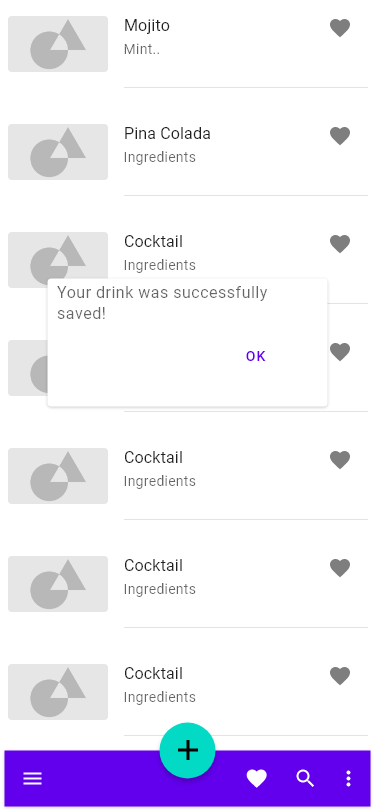 Mojito
Mint..
Pina Colada
Ingredients
Cocktail
Ingredients
Your drink was successfully
saved!
OK
Cocktail
Ingredients
Cocktail
Ingredients
Cocktail
Ingredients